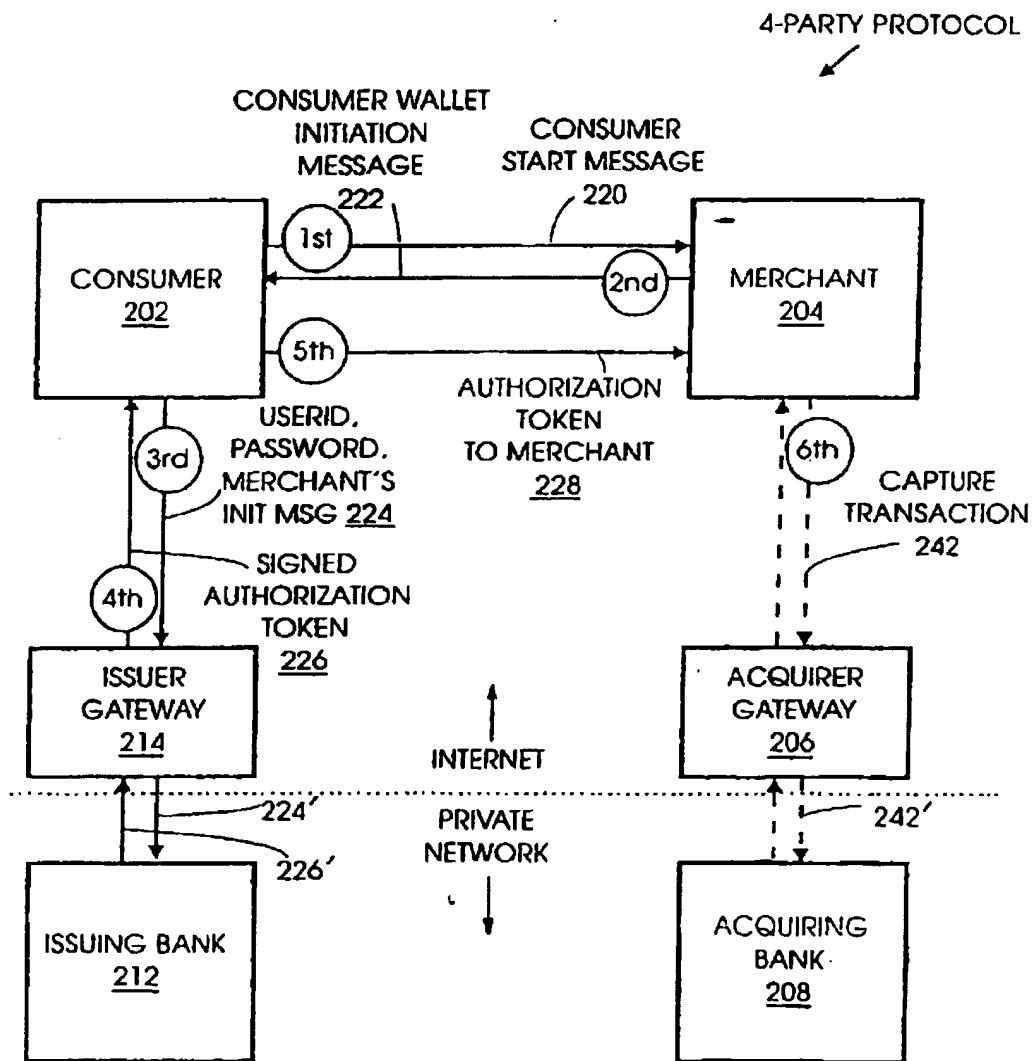 4-PARTY PROTOCOL
CONSUMER WALLET
INITIATION
MESSAGE
222
CONSUMER
START MESSAGE
220
1st
CONSUMER
202
2nd
MERCHANT
204
5th
USERID,
PASSWORD,
MERCHANT'S
INIT MSG 224
3rd
AUTHORIZATION
TOKEN
TO MERCHANT
228
6th
CAPTURE
TRANSACTION
242
4th
SIGNED
AUTHORIZATION
TOKEN
226
ISSUER
GATEWAY
214
INTERNET
ACQUIRER
GATEWAY
206
224'
226'
PRIVATE
NETWORK
242'
ISSUING BANK
212
ACQUIRING
BANK
208